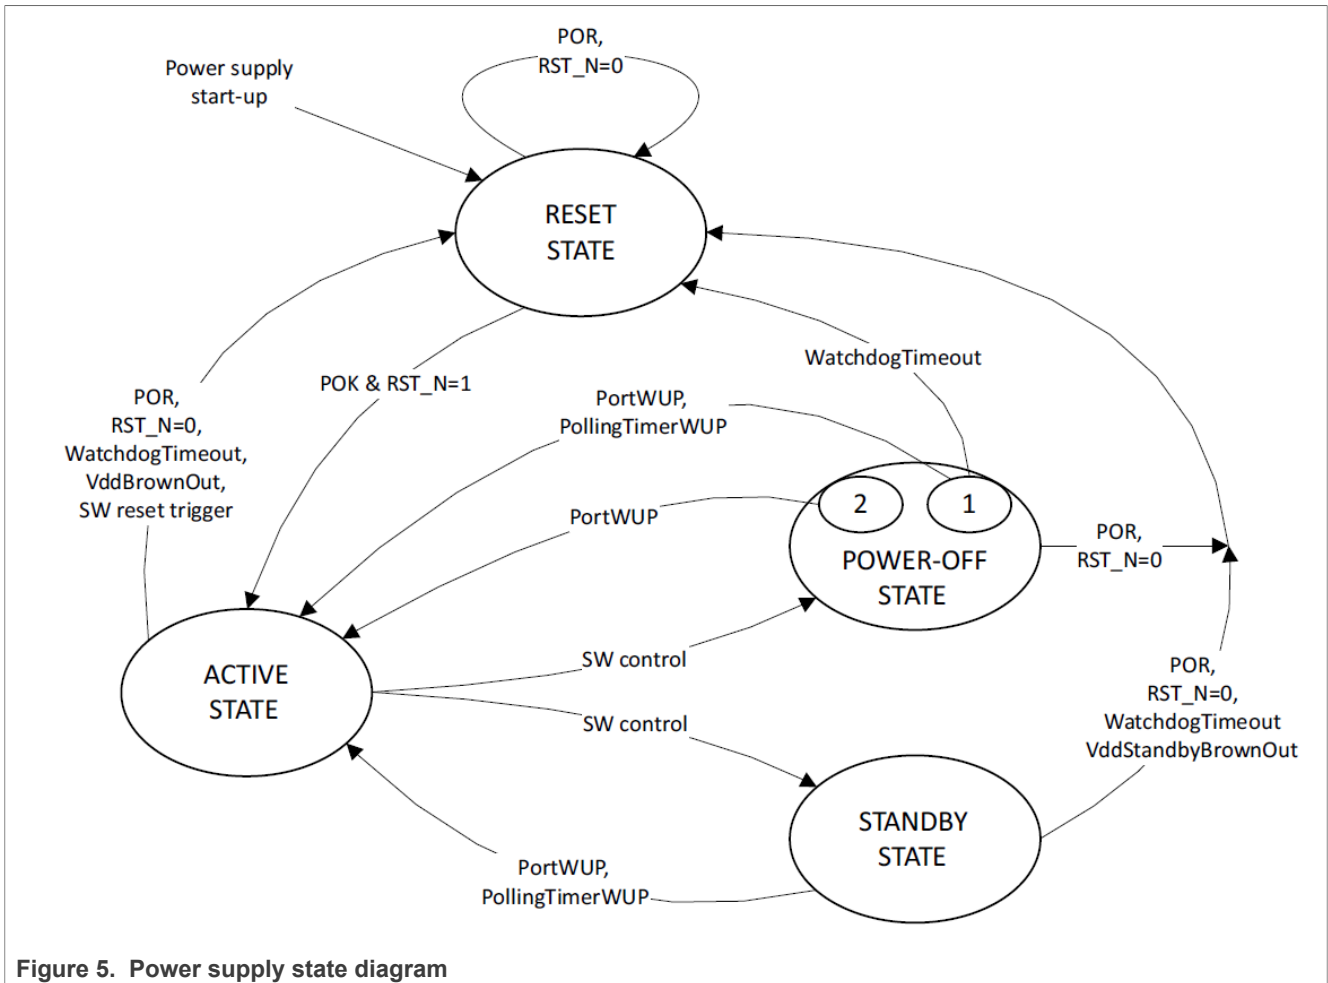 POR,
RST_N=0
Power supply
start-up
RESET
STATE
WatchdogTimeout
POK & RST_N=1
POR,
RST_N=0,
WatchdogTimeout,
VddBrownOut,
SW reset trigger
PortWUP,
PollingTimerWUP
2
1
PortWUP
POWER-OFF
STATE
POR,
RST_N=0
SW control
ACTIVE
STATE
SW control
POR,
RST_N=0,
WatchdogTimeout
VddStandbyBrownOut
STANDBY
STATE
PortWUP,
PollingTimerWUP
Figure 5. Power supply state diagram